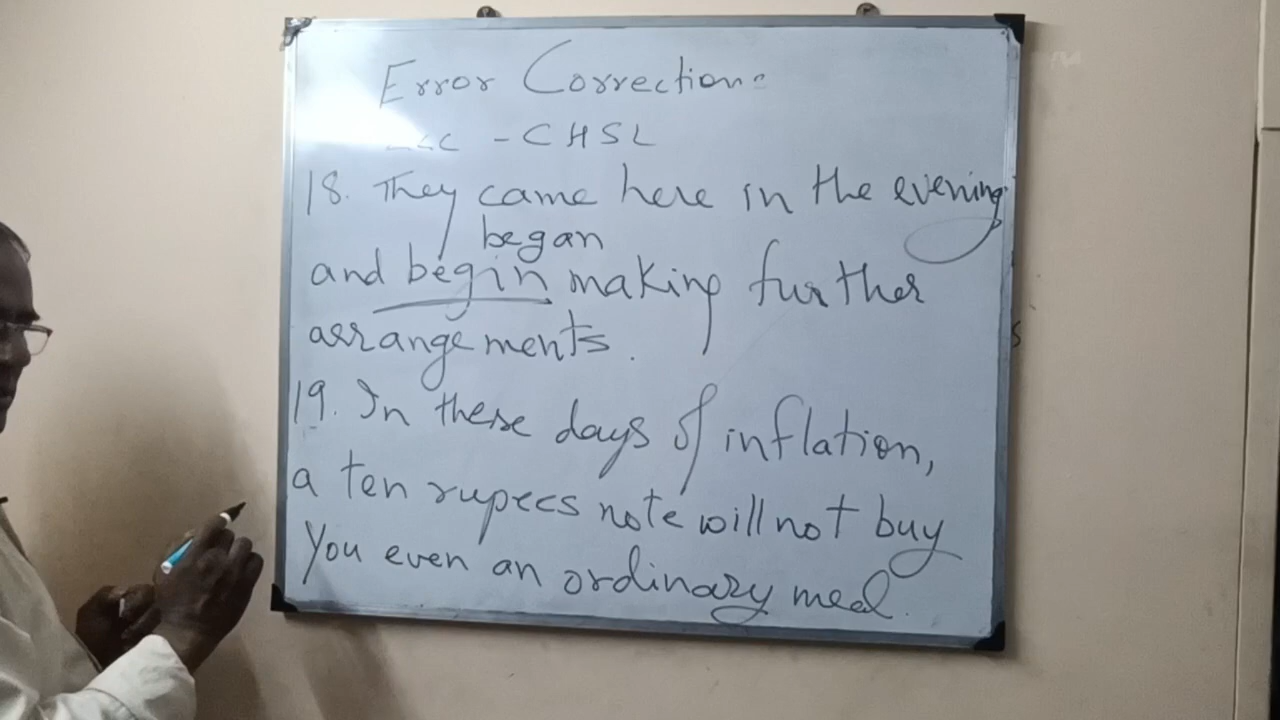 Error Correction:
- CHSL
18. They came here in the evening
began
and begin making further
arrangements.
19. In these days of inflation,
a ten rupees note will not buy
you even an ordinary meal.